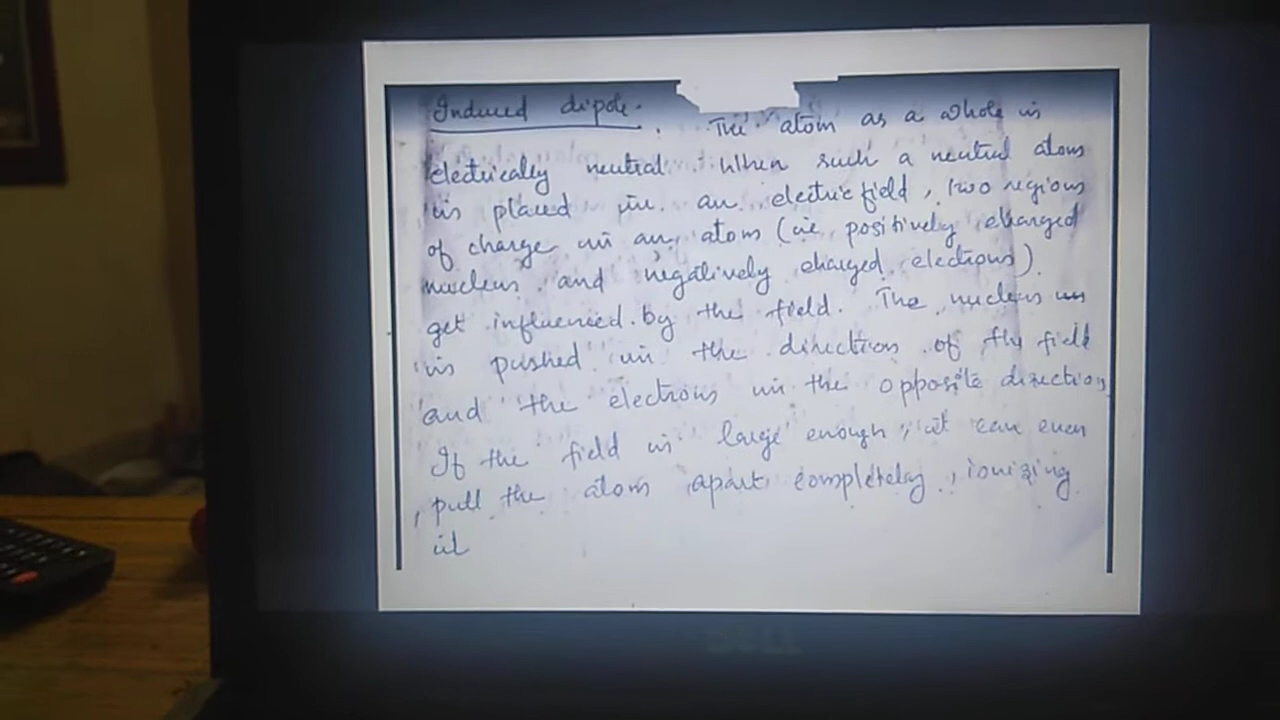 Induced dipole.
The atom as a whole is
electrically neutral. When such a neutral atom
is placed in an electric field, two regions
of charge in an atom (ie positively charged
nucleus and negatively charged electrons)
get influenced by the field. The nucleus
is pushed in the direction of the field
and the electrons in the opposite direction
If the field is large enough, it can even
pull the atom apart completely, ionizing
it